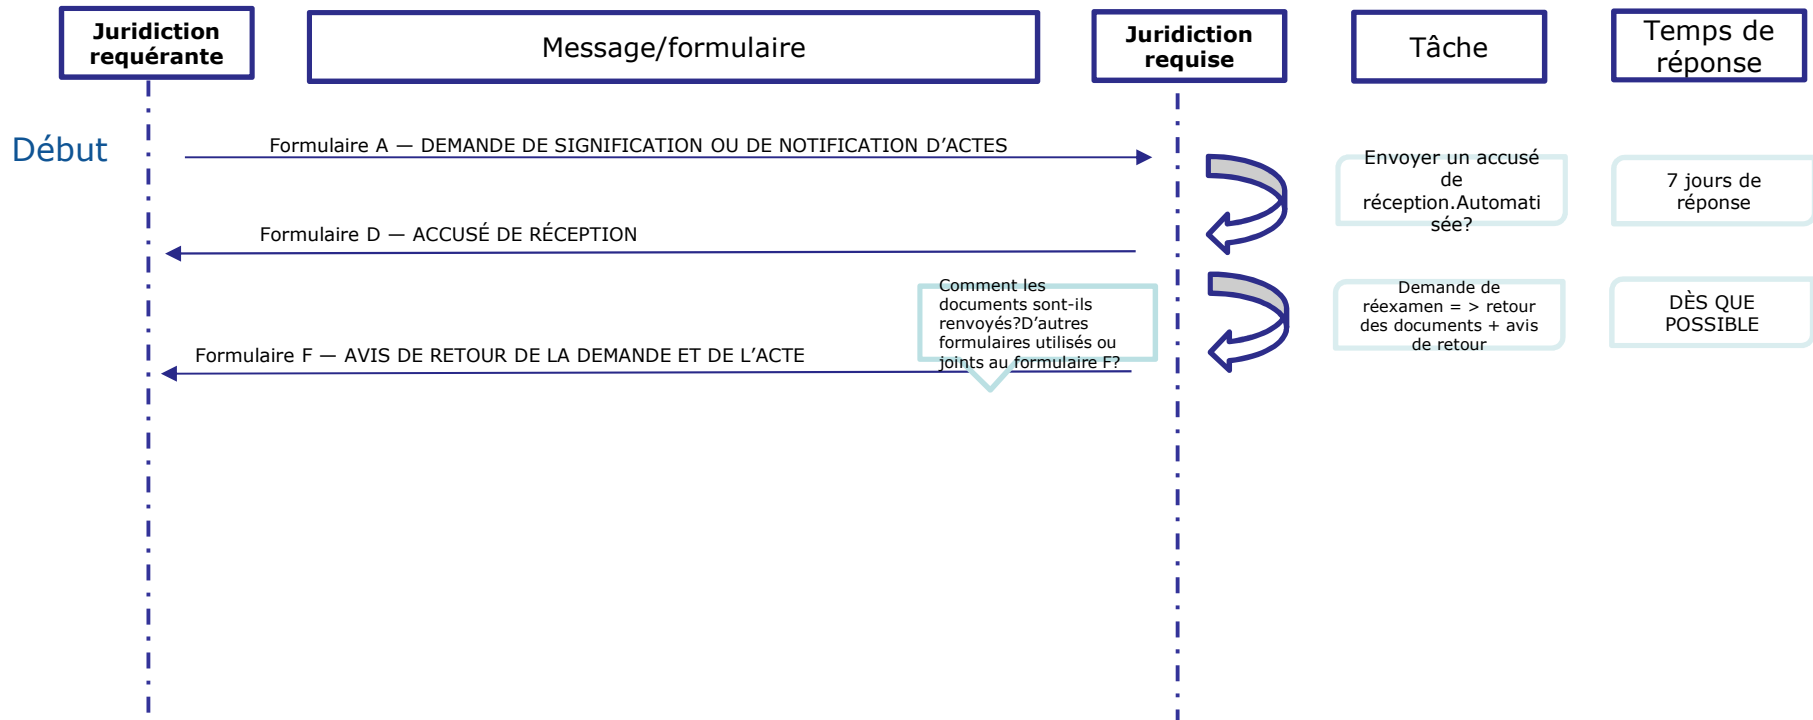 Juridiction
requérante
Message/formulaire
Juridiction
requise
Tâche
Temps de
réponse
Début
Formulaire A — DEMANDE DE SIGNIFICATION OU DE NOTIFICATION D’ACTES
Envoyer un accusé
de
réception.Automati
sée?
7 jours de
réponse
Formulaire D — ACCUSÉ DE RÉCEPTION
Comment les
documents sont-ils
renvoyés?D’autres
formulaires utilisés ou
joints au formulaire F?
Demande de
réexamen = > retour
des documents + avis
de retour
DÈS QUE
POSSIBLE
Formulaire F — AVIS DE RETOUR DE LA DEMANDE ET DE L’ACTE